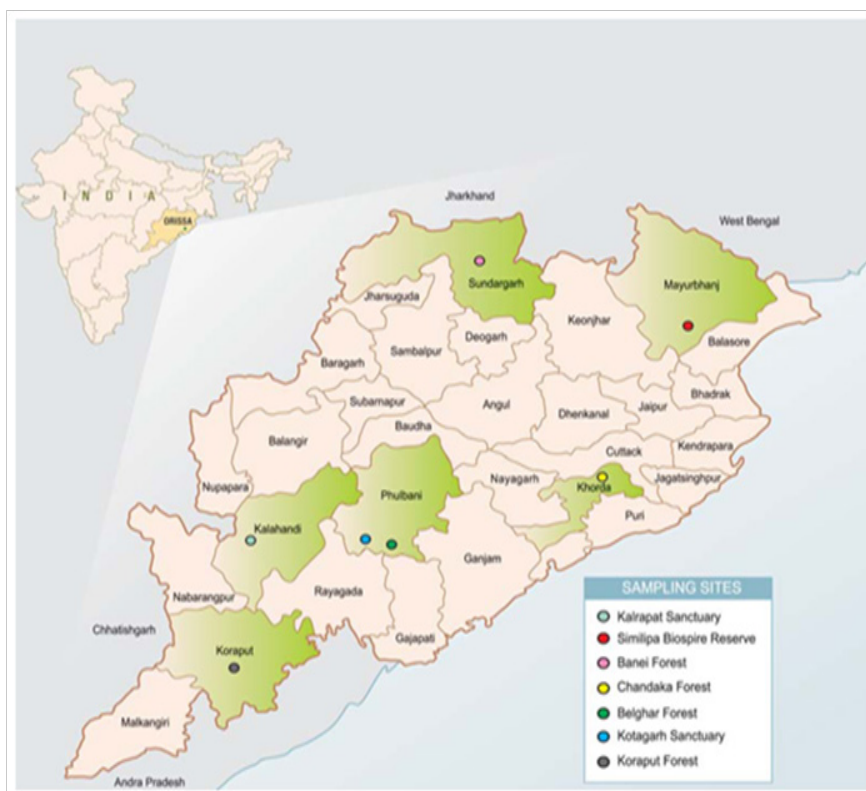 INDIA
ORISSA
Jharkhand
West Bengal
Sundargarh
Mayurbhanj
Jharsuguda
Keonjhar
Deogarh
Balasore
Sambalpur
Baragarh
Bhadrak
Subarnapur
Angul
Jaipur
Dhenkanal
Baudha
Balangir
Kendrapara
Cuttack
Nayagarh
Jagatsinghpur
Nupapara
Khorda
Phulbani
Puri
Kalahandi
Ganjam
Rayagada
Nabarangpur
Chhatishgarh
Gajapati
Koraput
Malkangiri
Andra Pradesh
SAMPLING SITES
Kalrapat Sanctuary
Similipa Biospire Reserve
Banei Forest
Chandaka Forest
Belghar Forest
Kotagarh Sanctuary
Koraput Forest